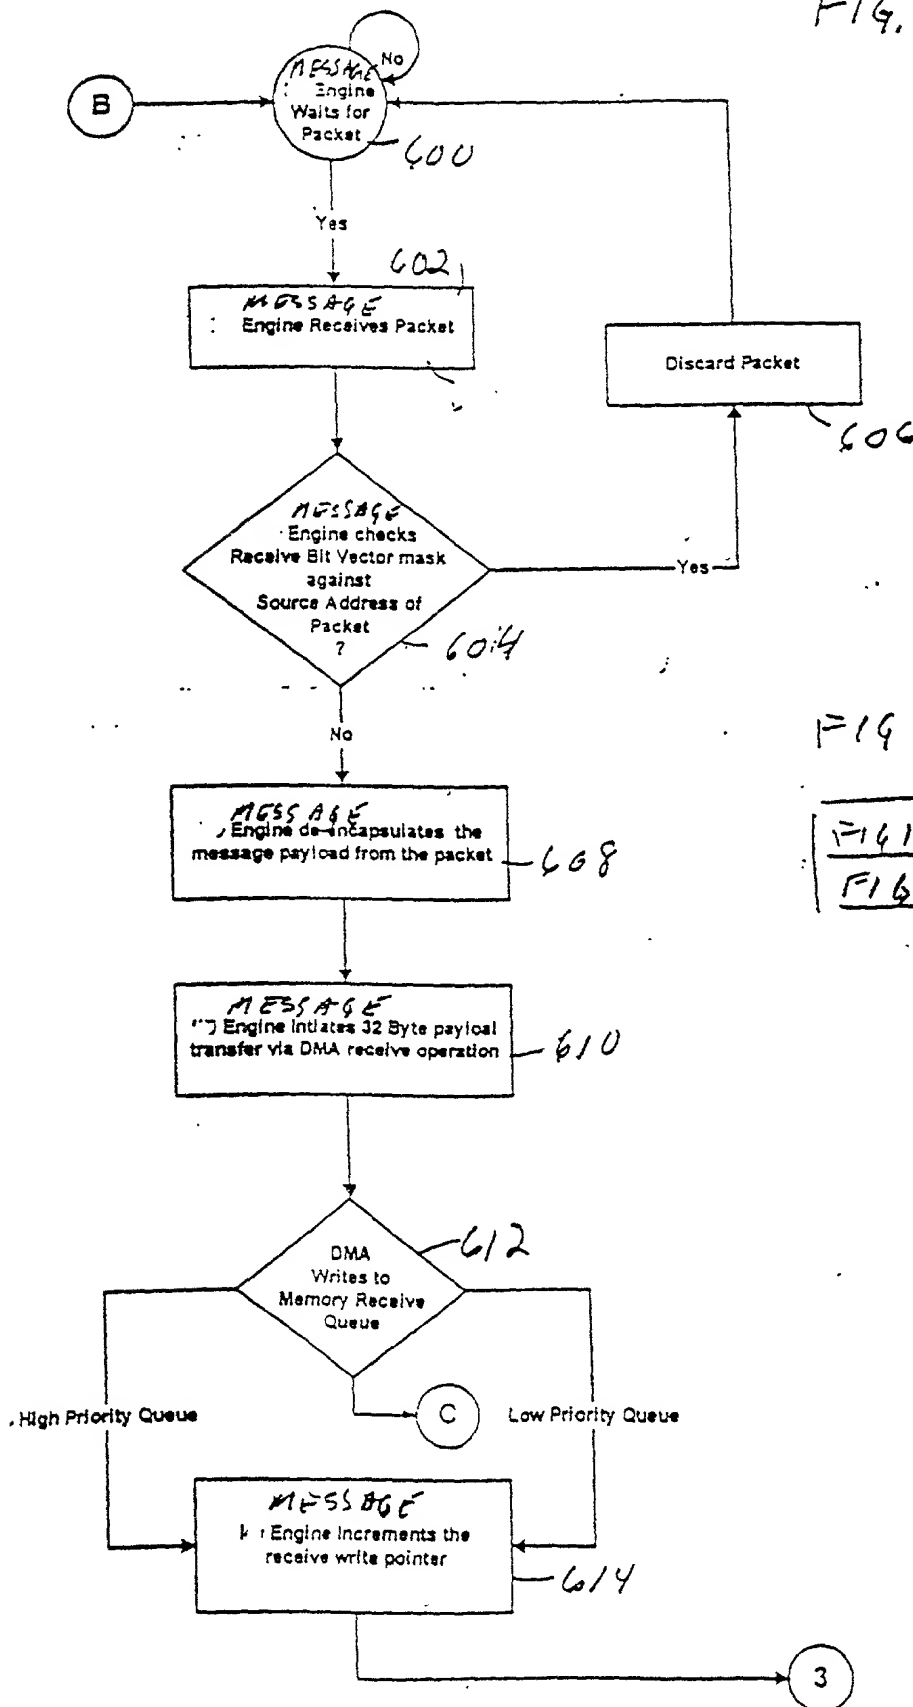 FIG.
MESSAGE
No
B
Engine
Waits for
Packet
600
Yes
602
MESSAGE
Engine Receives Packet
Discard Packet
606
MESSAGE
Engine checks
Receive Bit Vector mask
against
Source Address of
Packet
?
Yes
604
No
FIG
MESSAGE
Engine de-encapsulates the
message payload from the packet
608
FIG 1
FIG
MESSAGE
Engine Intiates 32 Byte payloal
transfer via DMA receive operation
610
612
DMA
Writes to
Memory Receive
Queue
High Priority Queue
C
Low Priority Queue
MESSAGE
Engine Increments the
receive write pointer
614
3